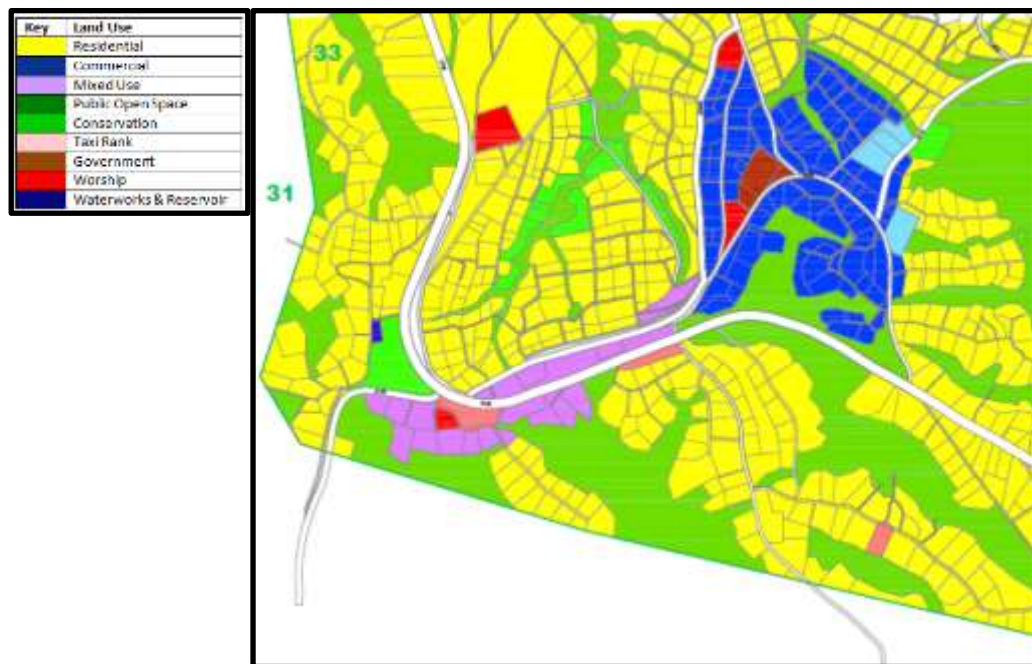 Key Land Use
Residential
Commercial
Mixed Use
Public Open Space
Conservation
Taxi Rank
Government
Worship
Waterworks & Reservoir
33
31